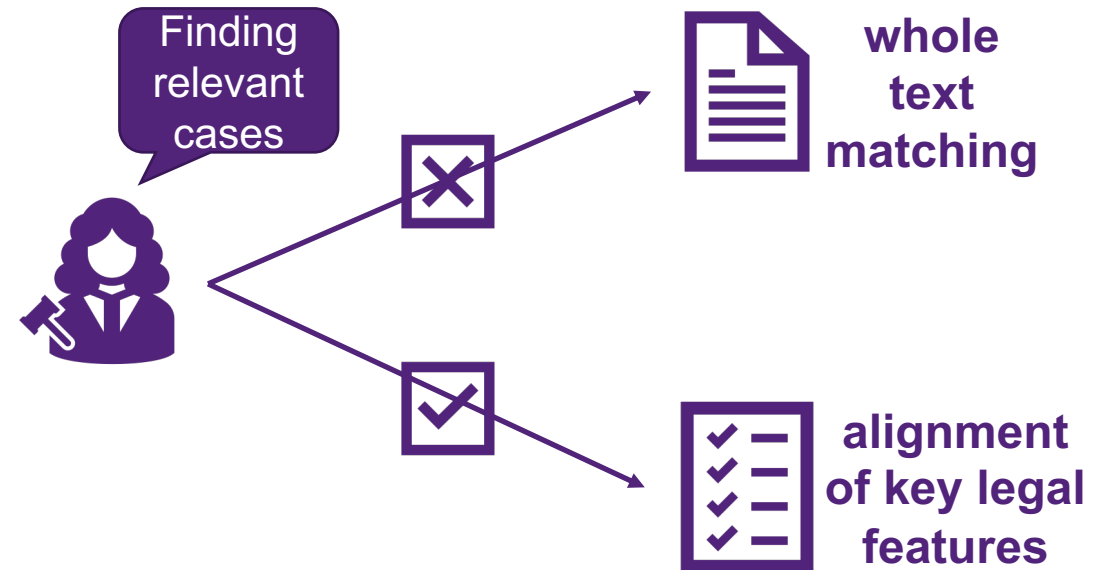 Finding
relevant
cases
whole
text
matching
alignment
of key legal
features